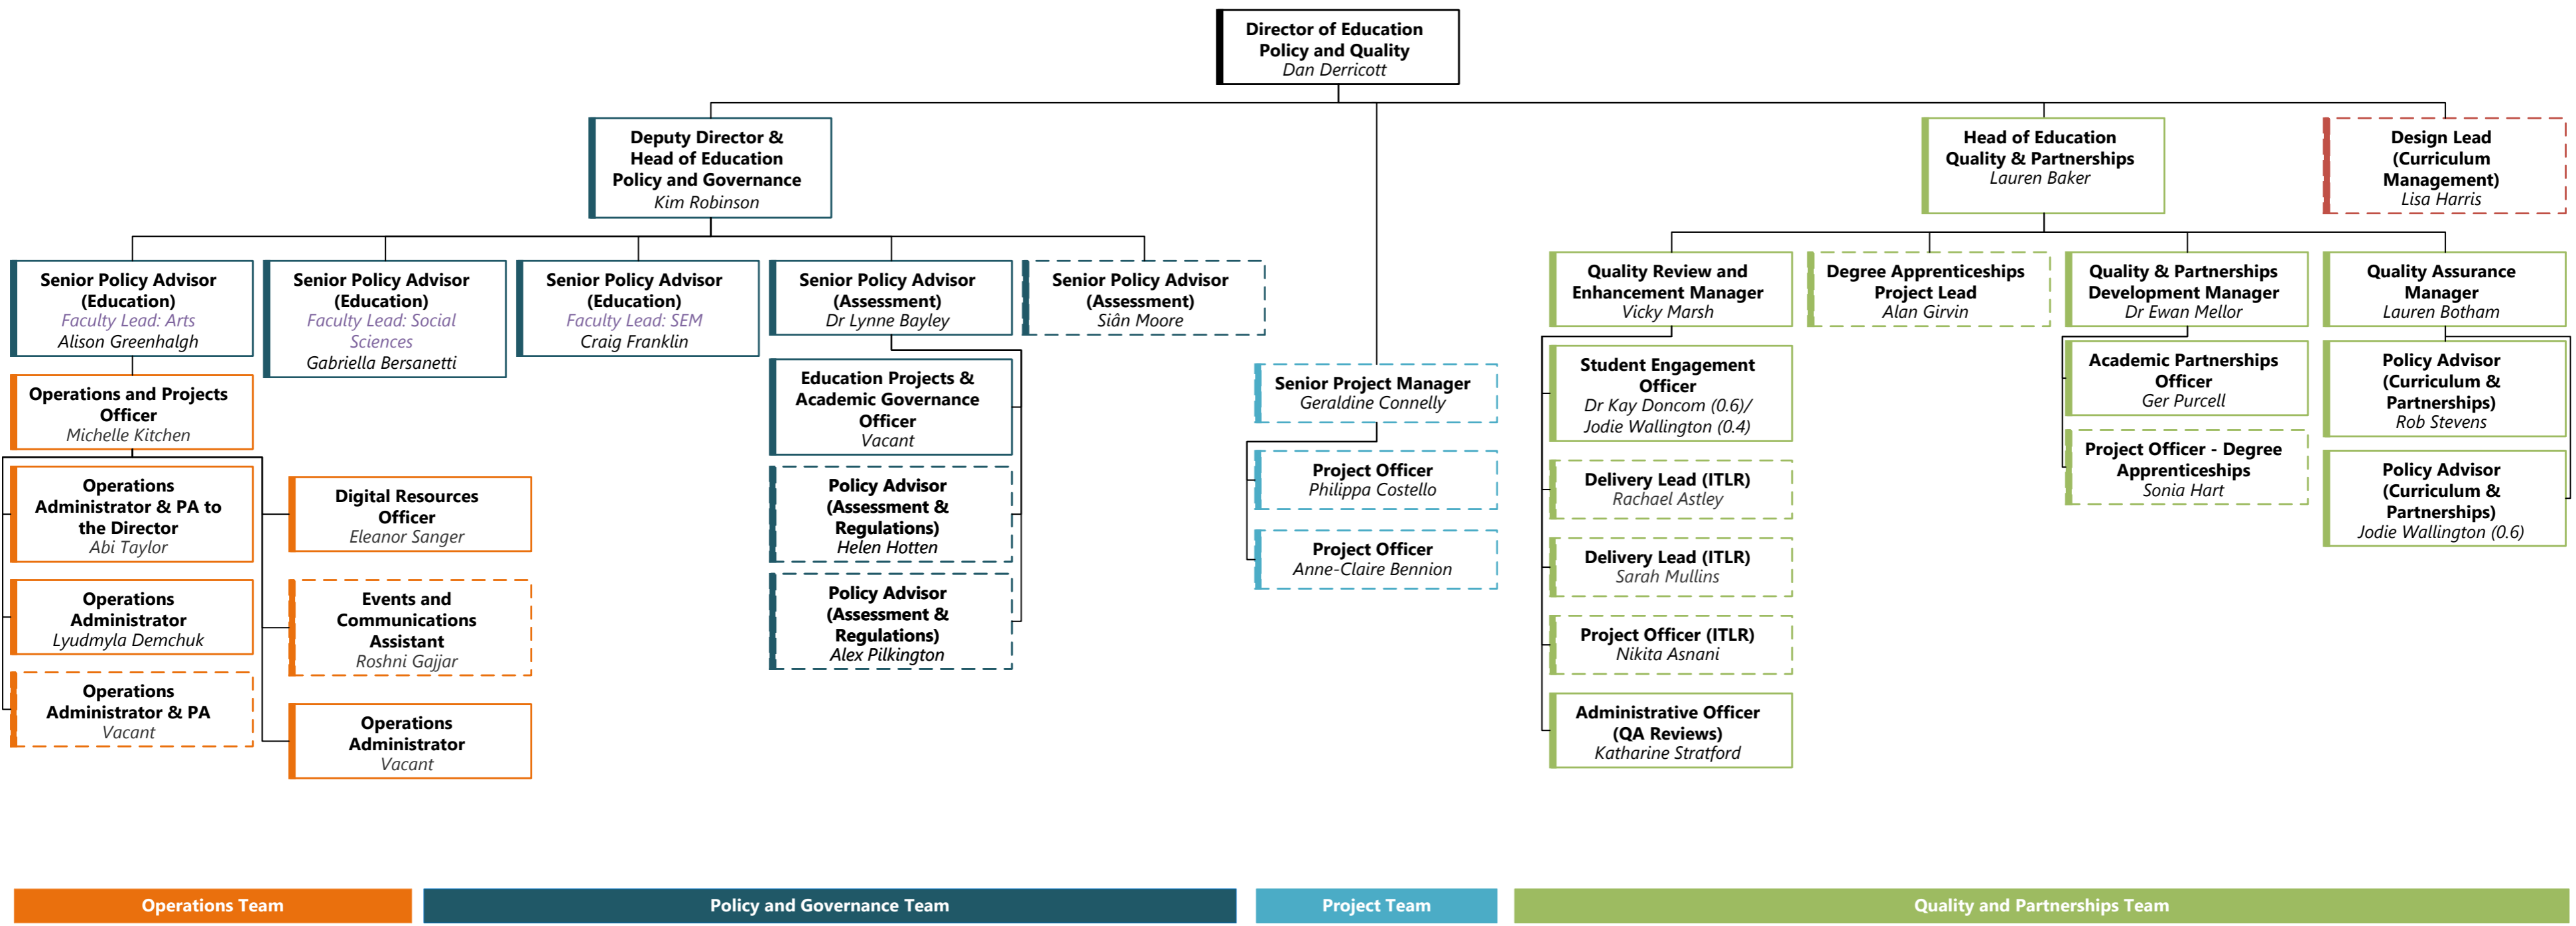 Director of Education
Policy and Quality
Dan Derricott
Deputy Director &
Head of Education
Policy and Governance
Kim Robinson
Head of Education
Quality & Partnerships
Lauren Baker
Design Lead
(Curriculum
Management)
Lisa Harris
Senior Policy Advisor
(Education)
Faculty Lead: Arts
Alison Greenhalgh
Senior Policy Advisor
(Education)
Faculty Lead: Social
Sciences
Gabriella Bersanetti
Senior Policy Advisor
(Education)
Faculty Lead: SEM
Craig Franklin
Senior Policy Advisor
(Assessment)
Dr Lynne Bayley
Senior Policy Advisor
(Assessment)
Siân Moore
Quality Review and
Enhancement Manager
Vicky Marsh
Degree Apprenticeships
Project Lead
Alan Girvin
Quality & Partnerships
Development Manager
Dr Ewan Mellor
Quality Assurance
Manager
Lauren Botham
Operations and Projects
Officer
Michelle Kitchen
Operations
Administrator & PA to
the Director
Abi Taylor
Operations
Administrator
Lyudmyla Demchuk
Operations
Administrator & PA
Vacant
Digital Resources
Officer
Eleanor Sanger
Events and
Communications
Assistant
Roshni Gajjar
Operations
Administrator
Vacant
Education Projects &
Academic Governance
Officer
Vacant
Policy Advisor
(Assessment &
Regulations)
Helen Hotten
Policy Advisor
(Assessment &
Regulations)
Alex Pilkington
Senior Project Manager
Geraldine Connelly
Project Officer
Philippa Costello
Project Officer
Anne-Claire Bennion
Student Engagement
Officer
Dr Kay Doncom (0.6)/
Jodie Wallington (0.4)
Delivery Lead (ITLR)
Rachael Astley
Delivery Lead (ITLR)
Sarah Mullins
Project Officer (ITLR)
Nikita Asnani
Administrative Officer
(QA Reviews)
Katharine Stratford
Academic Partnerships
Officer
Ger Purcell
Project Officer - Degree
Apprenticeships
Sonia Hart
Policy Advisor
(Curriculum &
Partnerships)
Rob Stevens
Policy Advisor
(Curriculum &
Partnerships)
Jodie Wallington (0.6)
Operations Team
Policy and Governance Team
Project Team
Quality and Partnerships Team